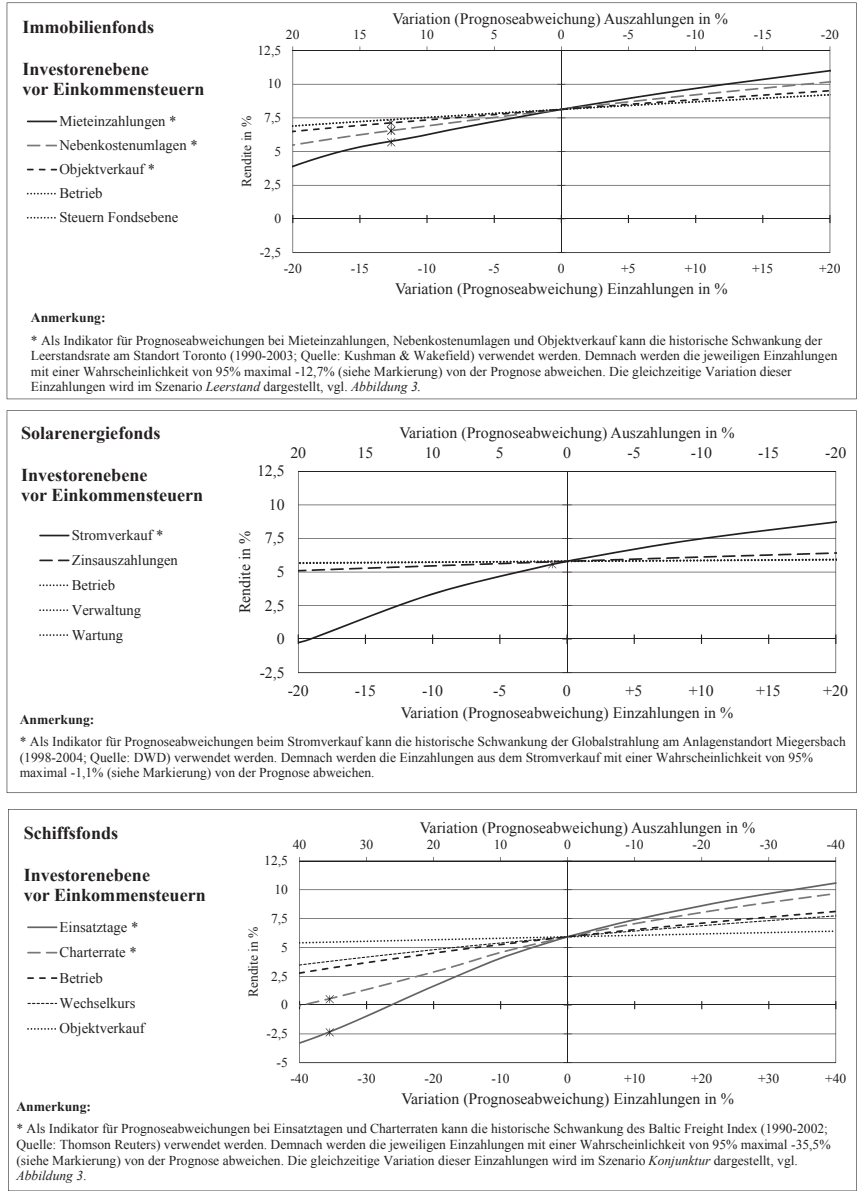 Immobilienfonds
Investorenebene
vor Einkommensteuern
Mieteinzahlungen *
Nebenkostenumlagen *
Objektverkauf *
Betrieb
Steuern Fondsebene
Variation (Prognoseabweichung) Auszahlungen in %
20 15 10 5 0 -5 -10 -15 -20
Rendite in %
12,5
10
7,5
5
2,5
0
-2,5
-20 -15 -10 -5 0 +5 +10 +15 +20
Variation (Prognoseabweichung) Einzahlungen in %
Anmerkung:
* Als Indikator für Prognoseabweichungen bei Mieteinzahlungen, Nebenkostenumlagen und Objektverkauf kann die historische Schwankung der
Leerstandsrate am Standort Toronto (1990-2003; Quelle: Kushman & Wakefield) verwendet werden. Demnach werden die jeweiligen Einzahlungen
mit einer Wahrscheinlichkeit von 95% maximal -12,7% (siehe Markierung) von der Prognose abweichen. Die gleichzeitige Variation dieser
Einzahlungen wird im Szenario Leerstand dargestellt, vgl. Abbildung 3.
Solarenergiefonds
Investorenebene
vor Einkommensteuern
Stromverkauf *
Zinsauszahlungen
Betrieb
Verwaltung
Wartung
Variation (Prognoseabweichung) Auszahlungen in %
20 15 10 5 0 -5 -10 -15 -20
Rendite in %
12,5
10
7,5
5
2,5
0
-2,5
-20 -15 -10 -5 0 +5 +10 +15 +20
Variation (Prognoseabweichung) Einzahlungen in %
Anmerkung:
* Als Indikator für Prognoseabweichungen beim Stromverkauf kann die historische Schwankung der Globalstrahlung am Anlagenstandort Miegersbach
(1998-2004; Quelle: DWD) verwendet werden. Demnach werden die Einzahlungen aus dem Stromverkauf mit einer Wahrscheinlichkeit von 95%
maximal -1,1% (siehe Markierung) von der Prognose abweichen.
Schiffsfonds
Investorenebene
vor Einkommensteuern
Einsatztage *
Charterrate *
Betrieb
Wechselkurs
Objektverkauf
Variation (Prognoseabweichung) Auszahlungen in %
40 30 20 10 0 -10 -20 -30 -40
Rendite in %
12,5
10
7,5
5
2,5
0
-2,5
-5
-40 -30 -20 -10 0 +10 +20 +30 +40
Variation (Prognoseabweichung) Einzahlungen in %
Anmerkung:
* Als Indikator für Prognoseabweichungen bei Einsatztagen und Charterraten kann die historische Schwankung des Baltic Freight Index (1990-2002;
Quelle: Thomson Reuters) verwendet werden. Demnach werden die jeweiligen Einzahlungen mit einer Wahrscheinlichkeit von 95% maximal -35,5%
(siehe Markierung) von der Prognose abweichen. Die gleichzeitige Variation dieser Einzahlungen wird im Szenario Konjunktur dargestellt, vgl.
Abbildung 3.